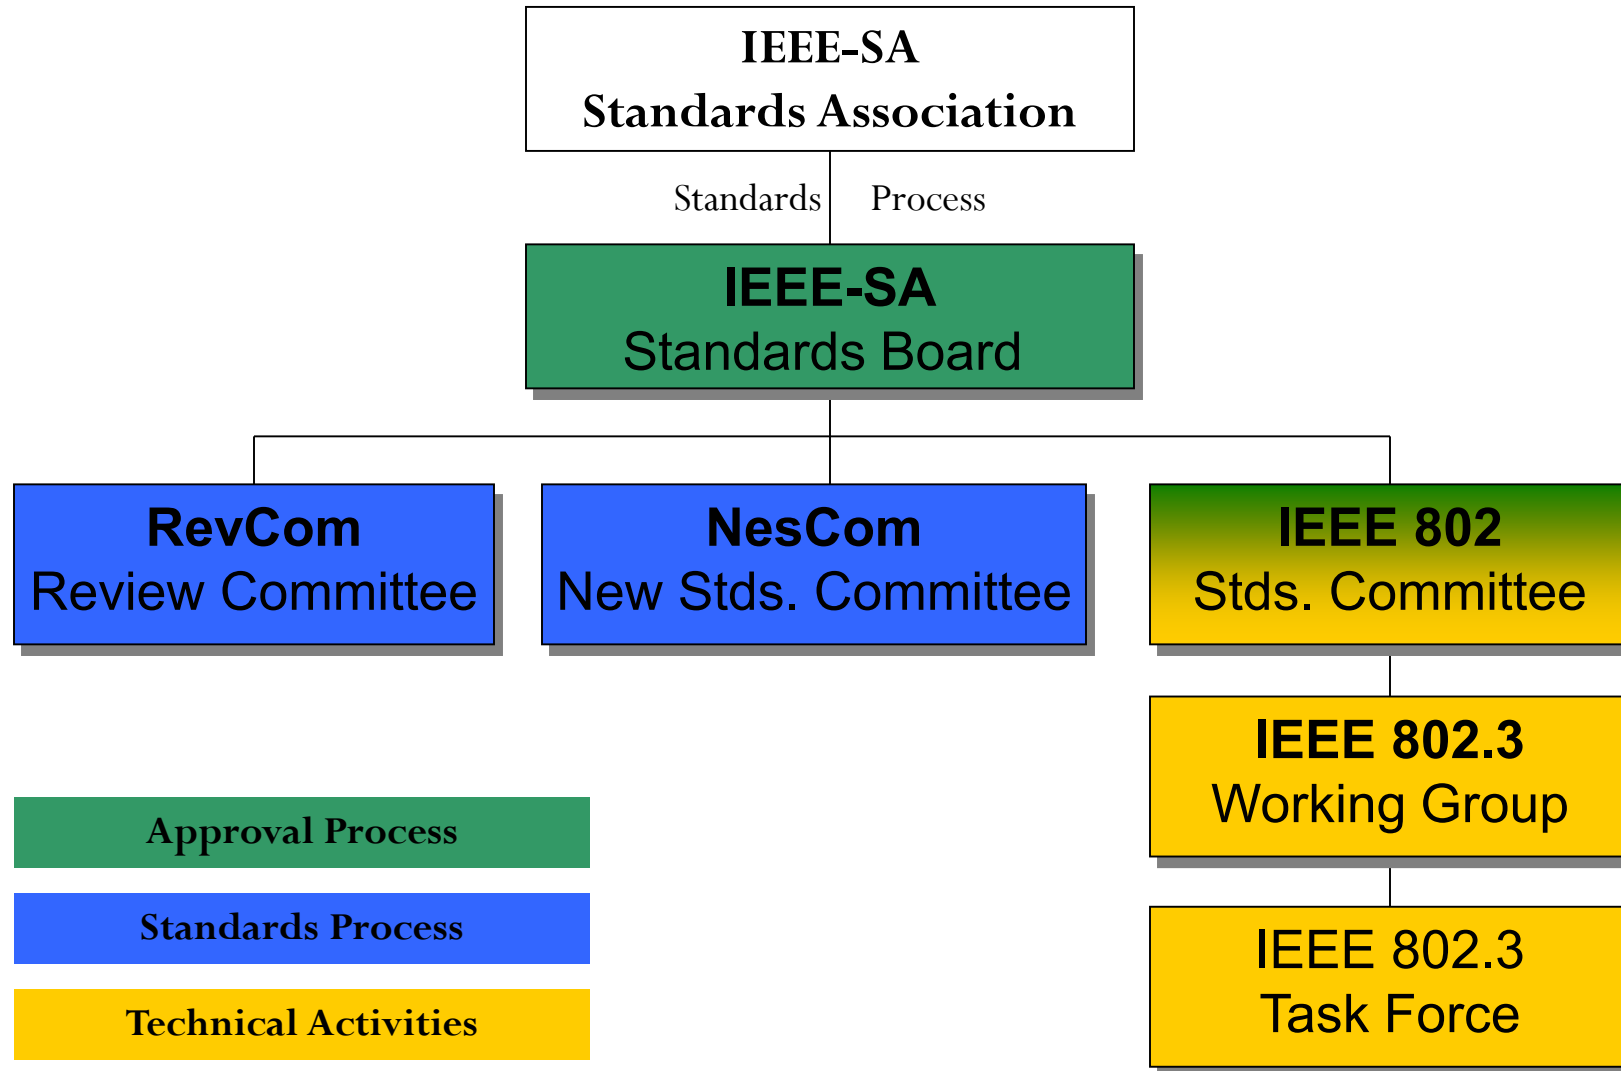 IEEE-SA
Standards Association
Standards Process
IEEE-SA
Standards Board
RevCom
Review Committee
NesCom
New Stds. Committee
IEEE 802
Stds. Committee
IEEE 802.3
Working Group
IEEE 802.3
Task Force
Approval Process
Standards Process
Technical Activities